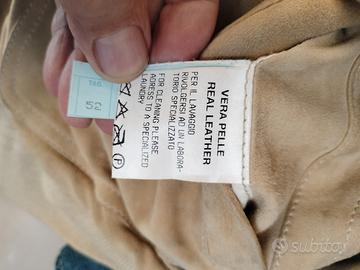 VERA PELLE
REAL LEATHER
PER IL LAVAGGIO
RIVOLGERSI AD UN LABORA-
TORIO SPECIALIZZATO
FOR CLEANING PLEASE
ADRESS TO A SPECIALIZED
LAUNDRY
F
TAG.
52
subito